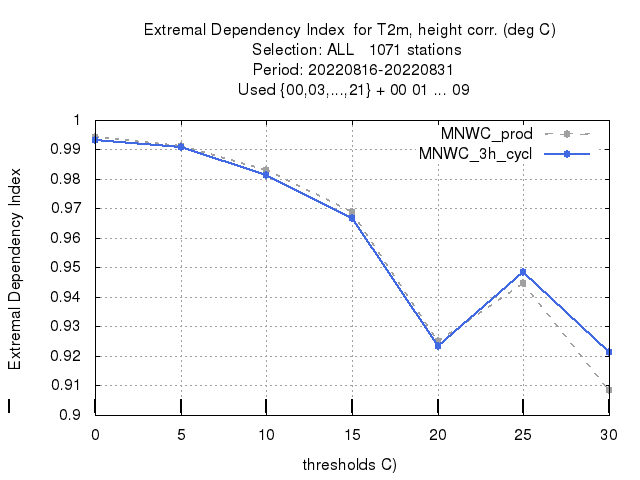 Extremal Dependency Index  for T2m, height corr. (deg C)
Selection: ALL   1071 stations
Period: 20220816-20220831
Used {00,03,...,21} + 00 01 ... 09
MNWC_prod
MNWC_3h_cycl
Extremal Dependency Index
1
0.99
0.98
0.97
0.96
0.95
0.94
0.93
0.92
0.91
0.9
0 5 10 15 20 25 30
thresholds C)